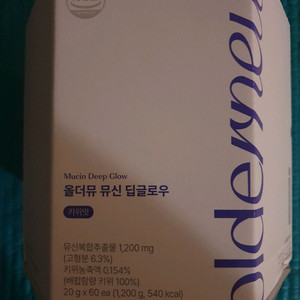 Mucin Deep Glow
올더뮤 뮤신 딥글로우
키위맛
뮤신복합추출물 1,200 mg
(고형분 6.3%)
키위농축액 0.154%
(배합함량 키위 100%)
20 g x 60 ea (1,200 g, 540 kcal)